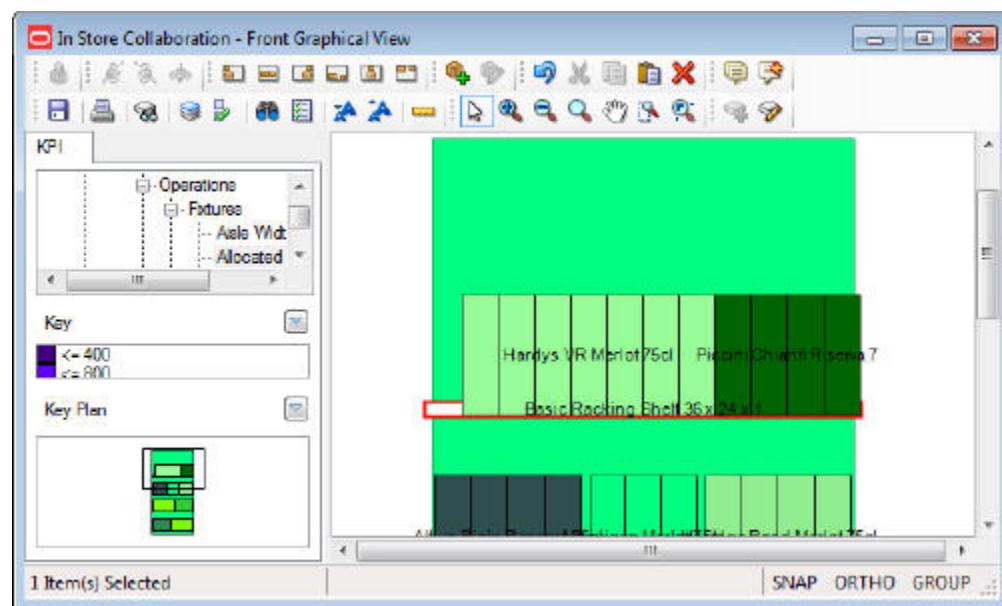 In Store Collaboration - Front Graphical View
KPI
Operations
Fixtures
Aisle Widt
Allocated
Key
<= 400
<= 800
Key Plan
Hardys VR Merlot 75cl
Piccini Chianti Riserva 7
Basic Racking Shelf 36 x 24 x 1
1 Item(s) Selected
SNAP ORTHO GROUP